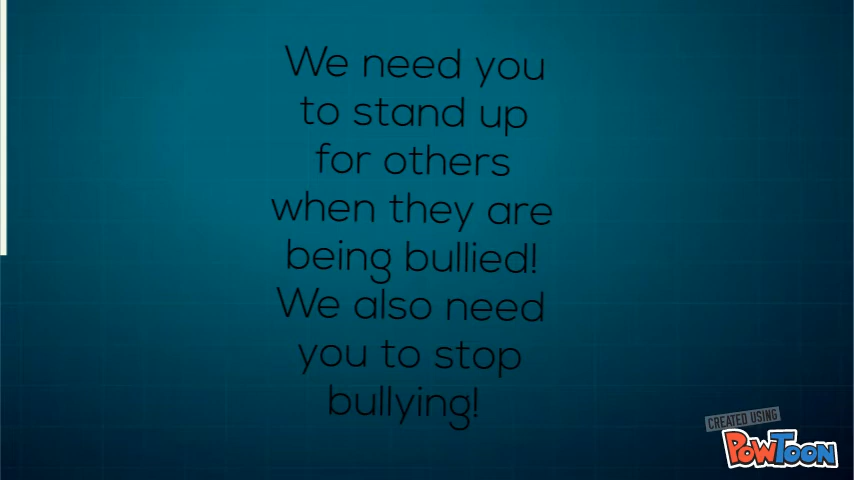 We need you
to stand up
for others
when they are
being bullied!
We also need
you to stop
bullying!
CREATED USING
POWTOON